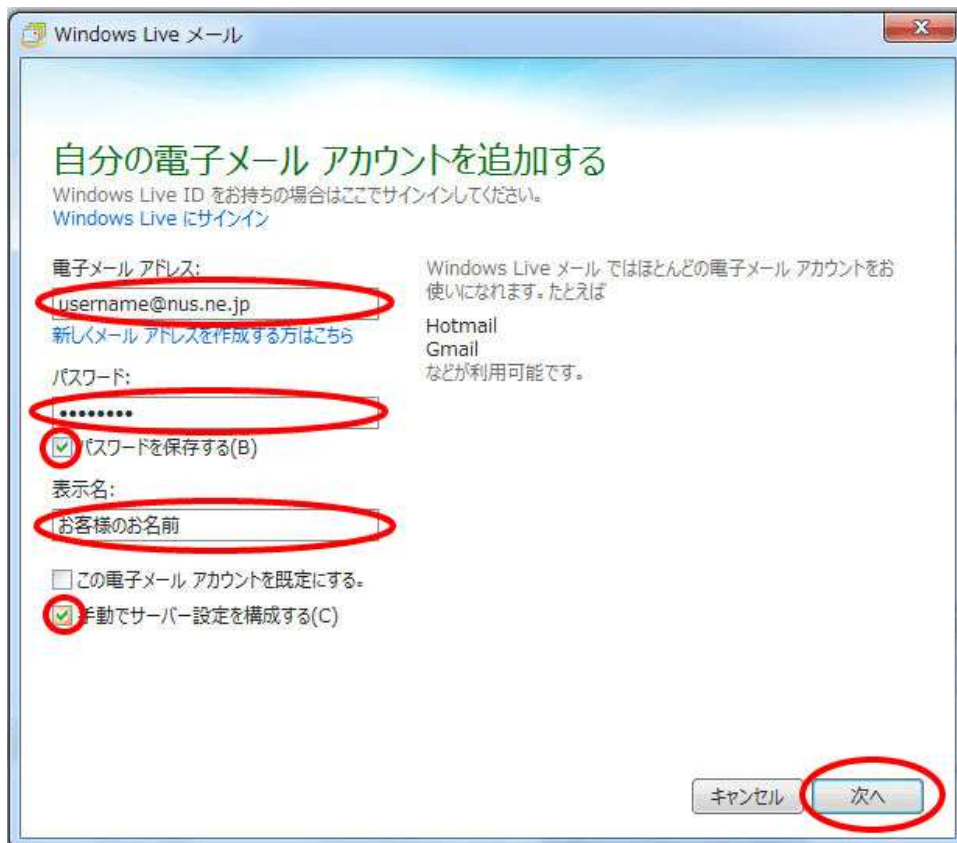 Windows Live メール
自分の電子メール アカウントを追加する
Windows Live ID をお持ちの場合はここでサインインしてください。
Windows Live にサインイン
電子メール アドレス:
username@nus.ne.jp
新しくメール アドレスを作成する方はこちら
パスワード:
••••••••
パスワードを保存する(B)
表示名:
お客様のお名前
この電子メール アカウントを既定にする。
手動でサーバー設定を構成する(C)
Windows Live メール ではほとんどの電子メール アカウントをお
使いになれます。たとえば
Hotmail
Gmail
などが利用可能です。
キャンセル
次へ